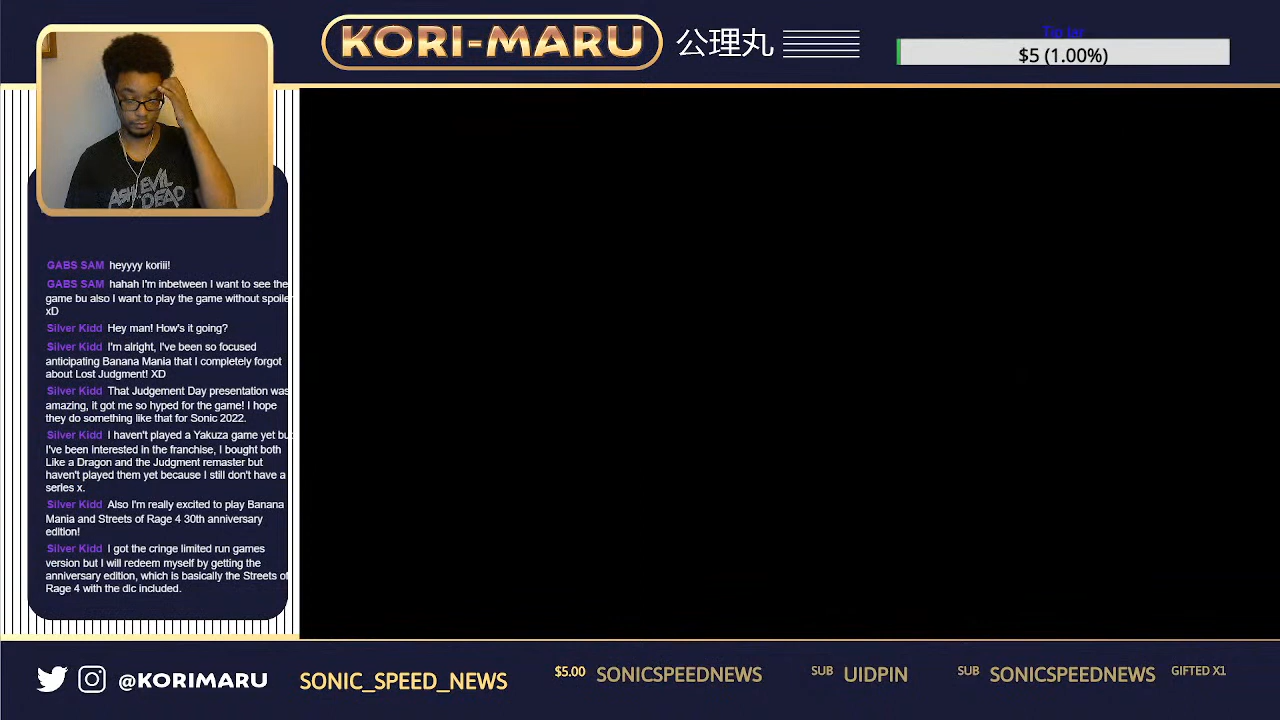 KORI-MARU 公理丸
Tip Jar
$5 (1.00%)
ASH EVIL
DEAD
GABS SAM heyyyy koriii!
GABS SAM hahah I'm inbetween I want to see the
game bu also I want to play the game without spoiler
xD
Silver Kidd Hey man! How's it going?
Silver Kidd I'm alright, I've been so focused
anticipating Banana Mania that I completely forgot
about Lost Judgment! XD
Silver Kidd That Judgement Day presentation was
amazing, it got me so hyped for the game! I hope
they do something like that for Sonic 2022.
Silver Kidd I haven't played a Yakuza game yet but
I've been interested in the franchise, I bought both
Like a Dragon and the Judgment remaster but
haven't played them yet because I still don't have a
series x.
Silver Kidd Also I'm really excited to play Banana
Mania and Streets of Rage 4 30th anniversary
edition!
Silver Kidd I got the cringe limited run games
version but I will redeem myself by getting the
anniversary edition, which is basically the Streets of
Rage 4 with the dlc included.
@KORIMARU
SONIC_SPEED_NEWS
$5.00 SONICSPEEDNEWS
SUB UIDPIN
SUB SONICSPEEDNEWS GIFTED X1